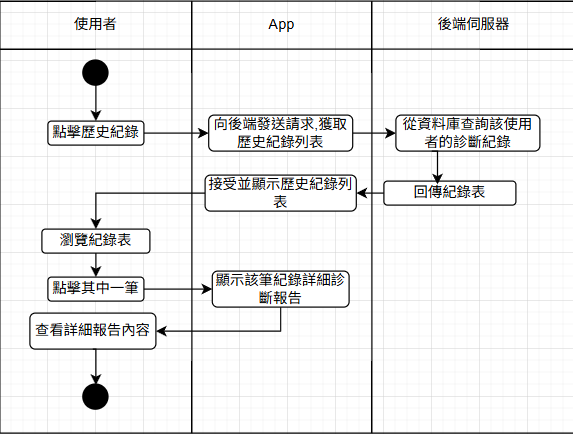 使用者
App
後端伺服器
點擊歷史紀錄
向後端發送請求,獲取
歷史紀錄列表
從資料庫查詢該使用
者的診斷紀錄
接受並顯示歷史紀錄列
表
回傳紀錄表
瀏覽紀錄表
點擊其中一筆
顯示該筆紀錄詳細診
斷報告
查看詳細報告內容